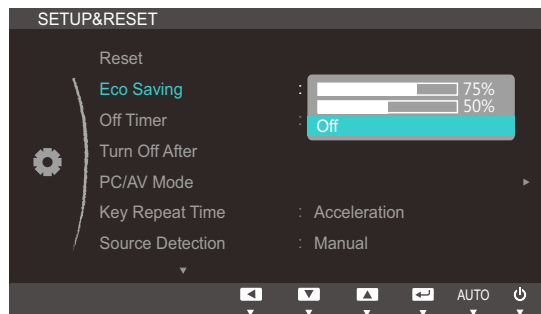 SETUP&RESET
Reset
Eco Saving :
75%
50%
Off
Off Timer :
Turn Off After
PC/AV Mode
Key Repeat Time : Acceleration
Source Detection : Manual
AUTO